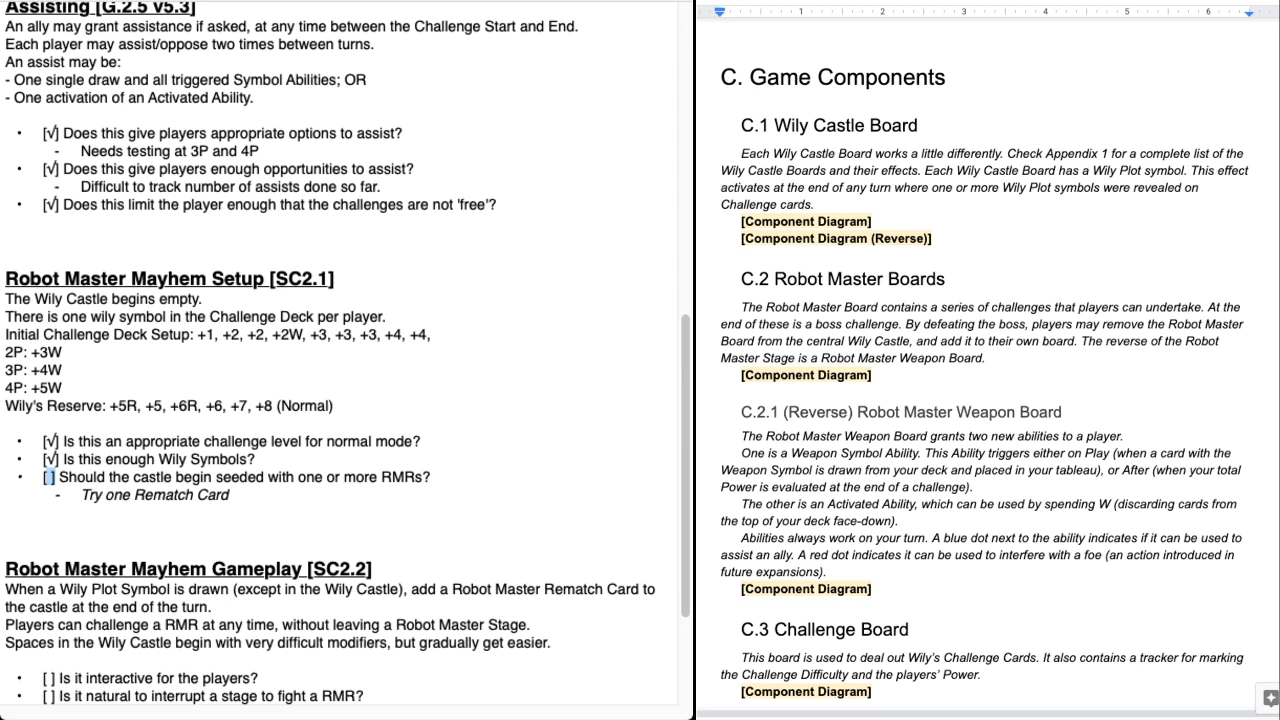 Assisting [G.2.5 v5.3]
An ally may grant assistance if asked, at any time between the Challenge Start and End.
Each player may assist/oppose two times between turns.
An assist may be:
- One single draw and all triggered Symbol Abilities; OR
- One activation of an Activated Ability.
• [√] Does this give players appropriate options to assist?
- Needs testing at 3P and 4P
• [√] Does this give players enough opportunities to assist?
- Difficult to track number of assists done so far.
• [√] Does this limit the player enough that the challenges are not 'free'?
Robot Master Mayhem Setup [SC2.1]
The Wily Castle begins empty.
There is one wily symbol in the Challenge Deck per player.
Initial Challenge Deck Setup: +1, +2, +2, +2W, +3, +3, +3, +4, +4,
2P: +3W
3P: +4W
4P: +5W
Wily's Reserve: +5R, +5, +6R, +6, +7, +8 (Normal)
• [√] Is this an appropriate challenge level for normal mode?
• [√] Is this enough Wily Symbols?
• [ ] Should the castle begin seeded with one or more RMRs?
- Try one Rematch Card
Robot Master Mayhem Gameplay [SC2.2]
When a Wily Plot Symbol is drawn (except in the Wily Castle), add a Robot Master Rematch Card to
the castle at the end of the turn.
Players can challenge a RMR at any time, without leaving a Robot Master Stage.
Spaces in the Wily Castle begin with very difficult modifiers, but gradually get easier.
• [ ] Is it interactive for the players?
• [ ] Is it natural to interrupt a stage to fight a RMR?
1 2 3 4 5 6
C. Game Components
C.1 Wily Castle Board
Each Wily Castle Board works a little differently. Check Appendix 1 for a complete list of the
Wily Castle Boards and their effects. Each Wily Castle Board has a Wily Plot symbol. This effect
activates at the end of any turn where one or more Wily Plot symbols were revealed on
Challenge cards.
[Component Diagram]
[Component Diagram (Reverse)]
C.2 Robot Master Boards
The Robot Master Board contains a series of challenges that players can undertake. At the
end of these is a boss challenge. By defeating the boss, players may remove the Robot Master
Board from the central Wily Castle, and add it to their own board. The reverse of the Robot
Master Stage is a Robot Master Weapon Board.
[Component Diagram]
C.2.1 (Reverse) Robot Master Weapon Board
The Robot Master Weapon Board grants two new abilities to a player.
One is a Weapon Symbol Ability. This Ability triggers either on Play (when a card with the
Weapon Symbol is drawn from your deck and placed in your tableau), or After (when your total
Power is evaluated at the end of a challenge).
The other is an Activated Ability, which can be used by spending W (discarding cards from
the top of your deck face-down).
Abilities always work on your turn. A blue dot next to the ability indicates if it can be used to
assist an ally. A red dot indicates it can be used to interfere with a foe (an action introduced in
future expansions).
[Component Diagram]
C.3 Challenge Board
This board is used to deal out Wily's Challenge Cards. It also contains a tracker for marking
the Challenge Difficulty and the players' Power.
[Component Diagram]